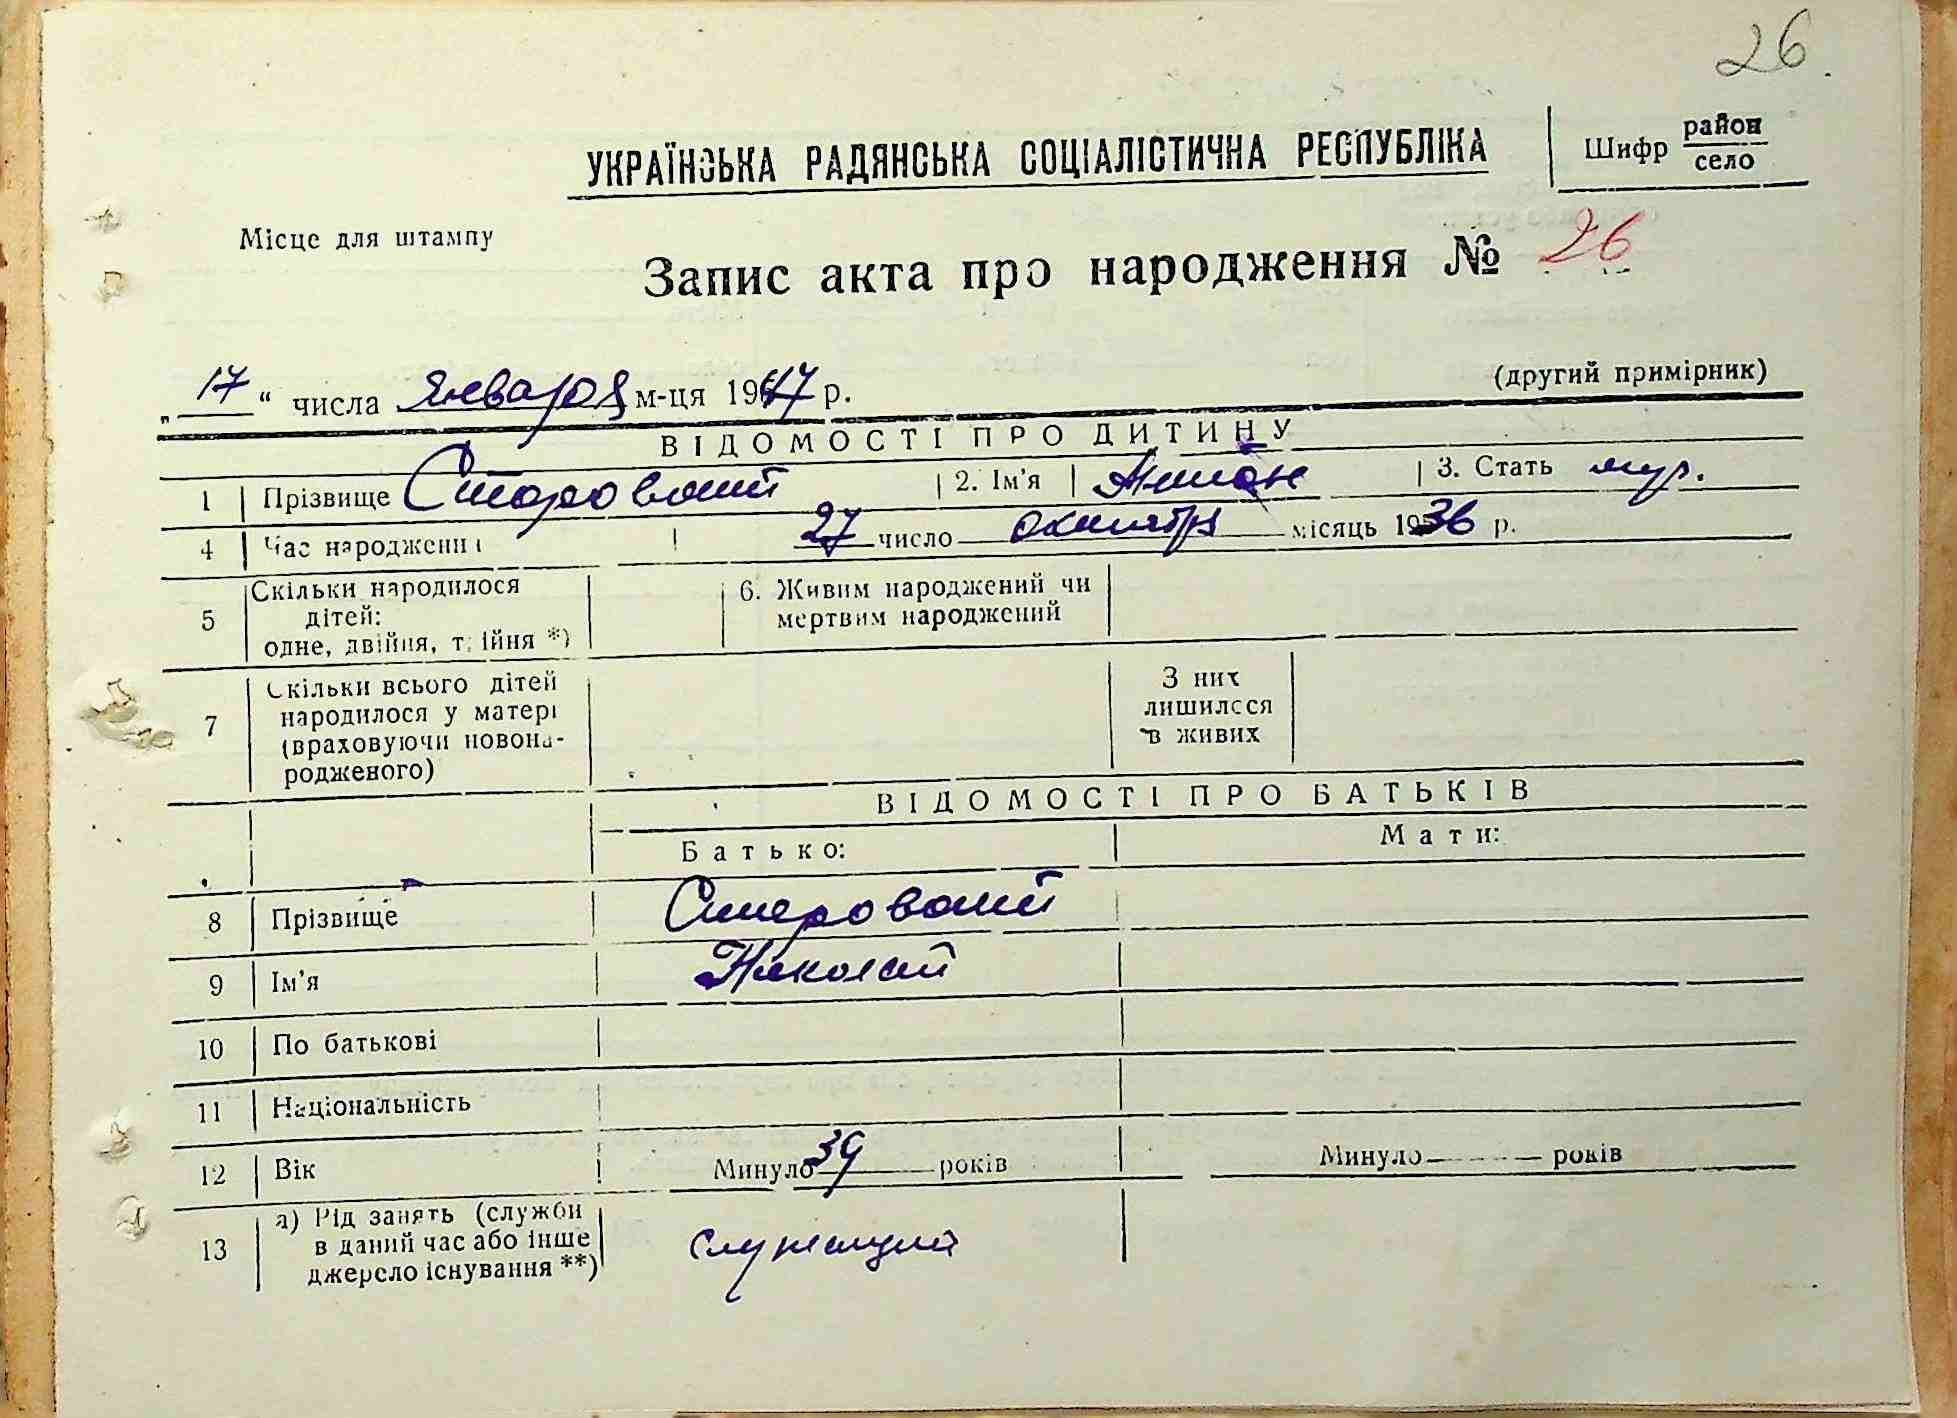 26
УКРАЇНСЬКА РАДЯНСЬКА СОЦІАЛІСТИЧНА РЕСПУБЛІКА
Шифр район
село
Місце для штампу
Запис акта про народження № 26
„17“ числа Января м-ця 1947 р.
(другий примірник)
ВІДОМОСТІ ПРО ДИТИНУ
1 Прізвище 2. Ім'я Антон 3. Стать муж.
4 Час народження 27 число октября місяць 1936 р.
5 Скільки народилося дітей: одне, двійня, трійня *) 6. Живим народжений чи мертвим народжений
7 Скільки всього дітей народилося у матері (враховуючи новонародженого) З них лишилося в живих
ВІДОМОСТІ ПРО БАТЬКІВ
Батько: Мати:
8 Прізвище
9 Ім'я Николай
10 По батькові
11 Національність
12 Вік Минуло 39 років Минуло років
13 а) Рід занять (служби в даний час або інше джерело існування **) служащий